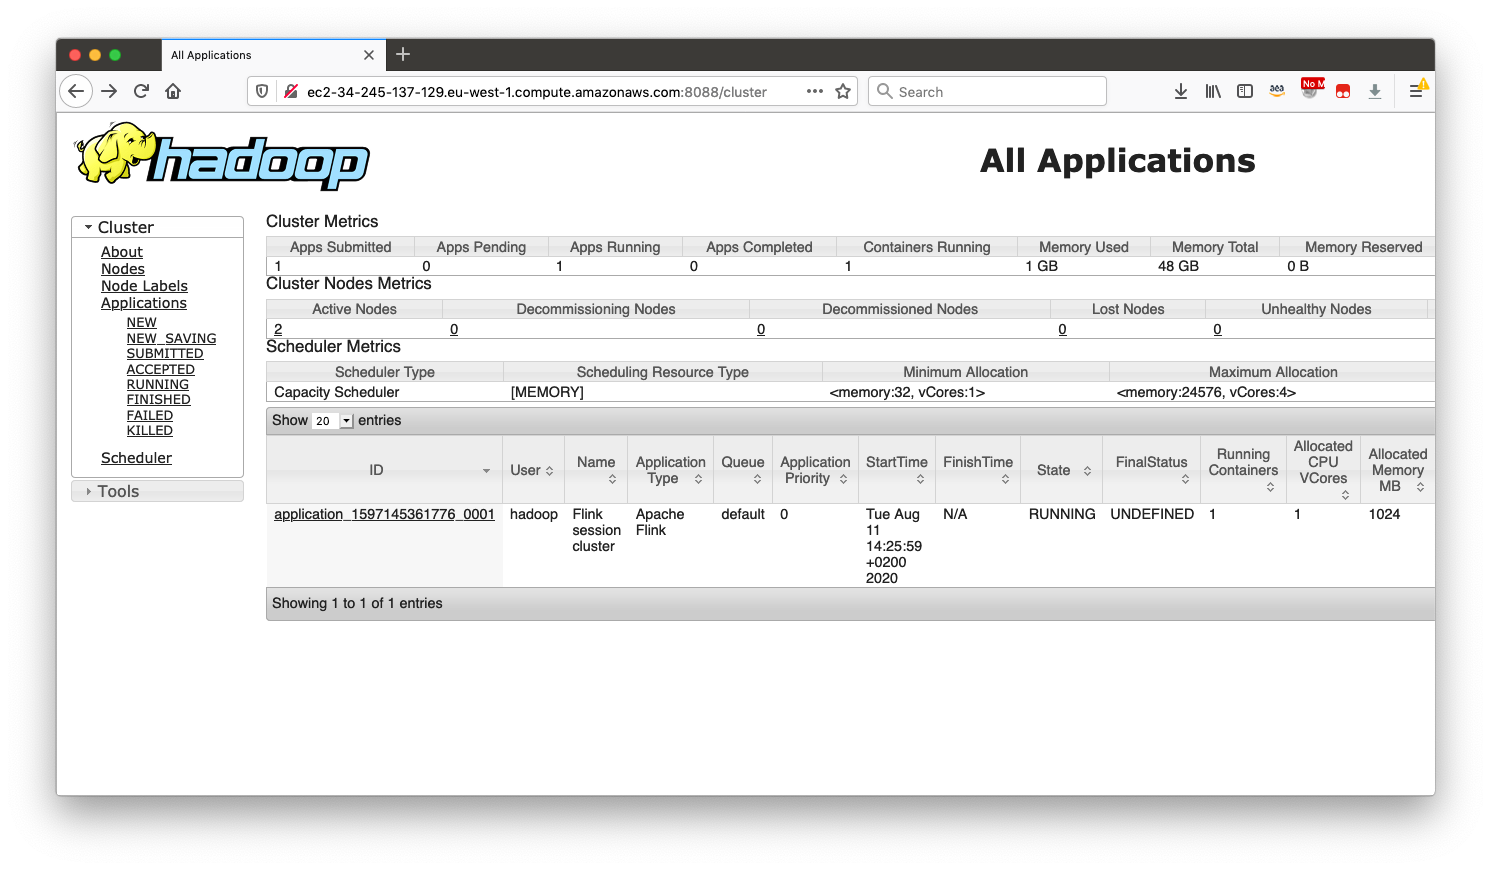 All Applications
ec2-34-245-137-129.eu-west-1.compute.amazonaws.com:8088/cluster
Search
No M
hadoop
All Applications
Cluster
About
Nodes
Node Labels
Applications
NEW
NEW_SAVING
SUBMITTED
ACCEPTED
RUNNING
FINISHED
FAILED
KILLED
Scheduler
Tools
Cluster Metrics
Apps Submitted Apps Pending Apps Running Apps Completed Containers Running Memory Used Memory Total Memory Reserved
1 0 1 0 1 1 GB 48 GB 0 B
Cluster Nodes Metrics
Active Nodes Decommissioning Nodes Decommissioned Nodes Lost Nodes Unhealthy Nodes
2 0 0 0 0
Scheduler Metrics
Scheduler Type Scheduling Resource Type Minimum Allocation Maximum Allocation
Capacity Scheduler [MEMORY] <memory:32, vCores:1> <memory:24576, vCores:4>
Show 20 entries
ID User Name Application Type Queue Application Priority StartTime FinishTime State FinalStatus Running Containers Allocated CPU VCores Allocated Memory MB
application_1597145361776_0001 hadoop Flink session cluster Apache Flink default 0 Tue Aug 11 14:25:59 +0200 2020 N/A RUNNING UNDEFINED 1 1 1024
Showing 1 to 1 of 1 entries